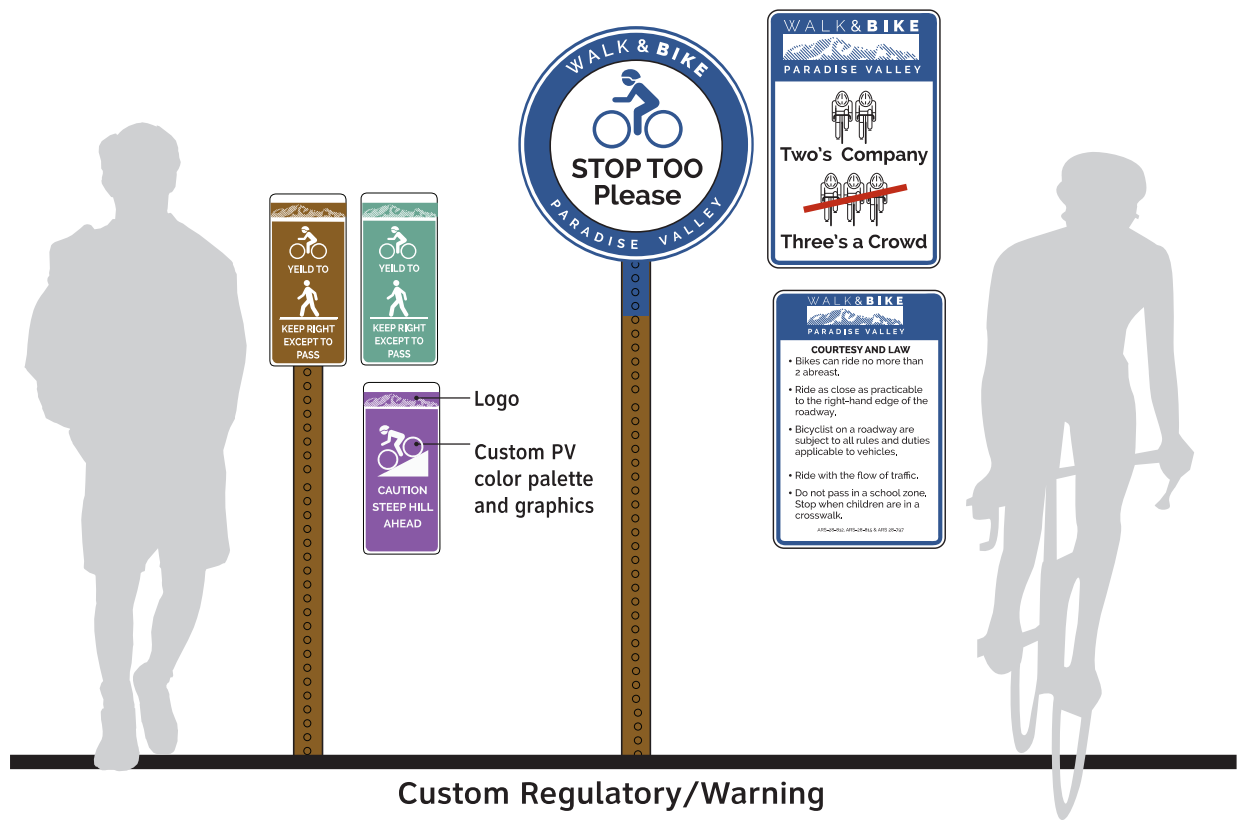 YEILD TO
KEEP RIGHT
EXCEPT TO
PASS
YEILD TO
KEEP RIGHT
EXCEPT TO
PASS
CAUTION
STEEP HILL
AHEAD
Logo
Custom PV
color palette
and graphics
WALK & BIKE
STOP TOO
Please
PARADISE VALLEY
WALK&BIKE
PARADISE VALLEY
Two's Company
Three's a Crowd
WALK&BIKE
PARADISE VALLEY
COURTESY AND LAW
• Bikes can ride no more than
2 abreast.
• Ride as close as practicable
to the right-hand edge of the
roadway.
• Bicyclist on a roadway are
subject to all rules and duties
applicable to vehicles.
• Ride with the flow of traffic.
• Do not pass in a school zone.
Stop when children are in a
crosswalk.
Custom Regulatory/Warning